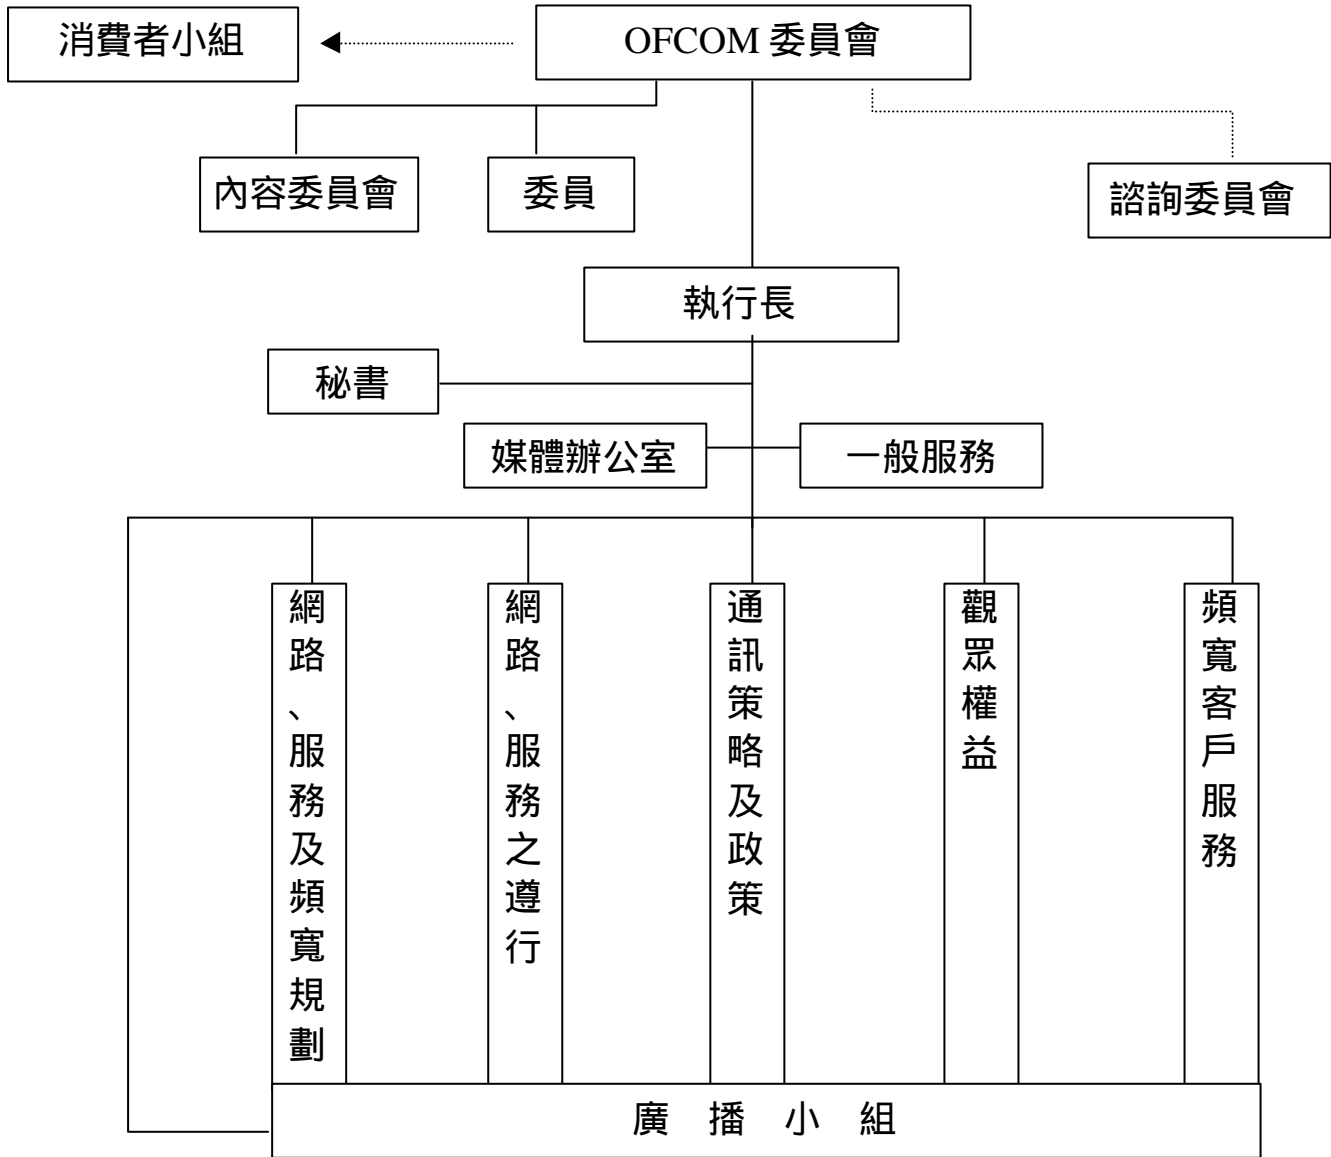 消費者小組
OFCOM 委員會
內容委員會
委員
諮詢委員會
執行長
秘書
媒體辦公室
一般服務
網路、服務及頻寬規劃
網路、服務之遵行
通訊策略及政策
觀眾權益
頻寬客戶服務
廣播小組